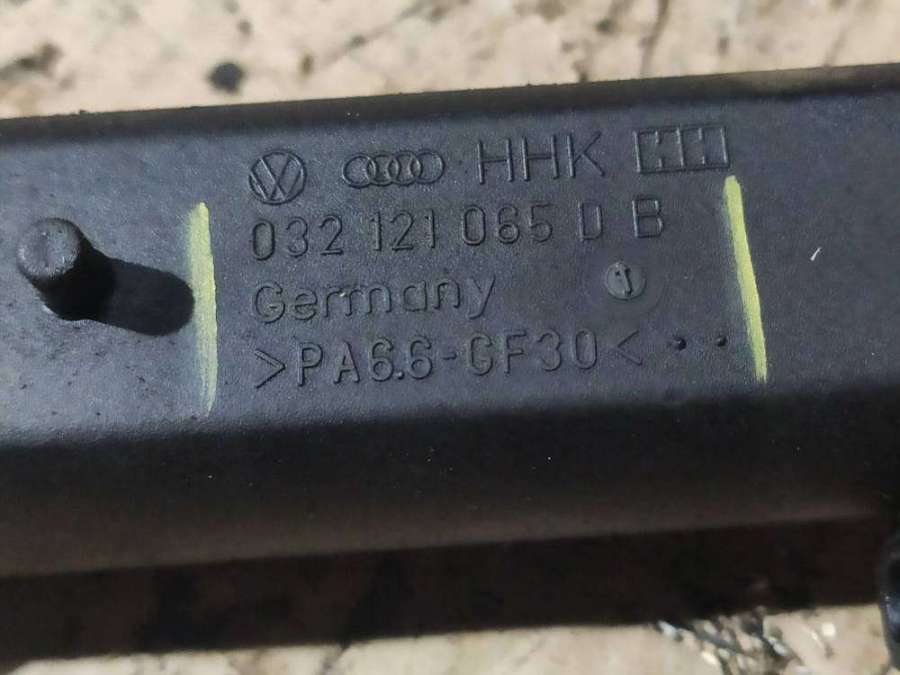 HHK
032 121 065 D B
Germany
>PA6.6-GF30<